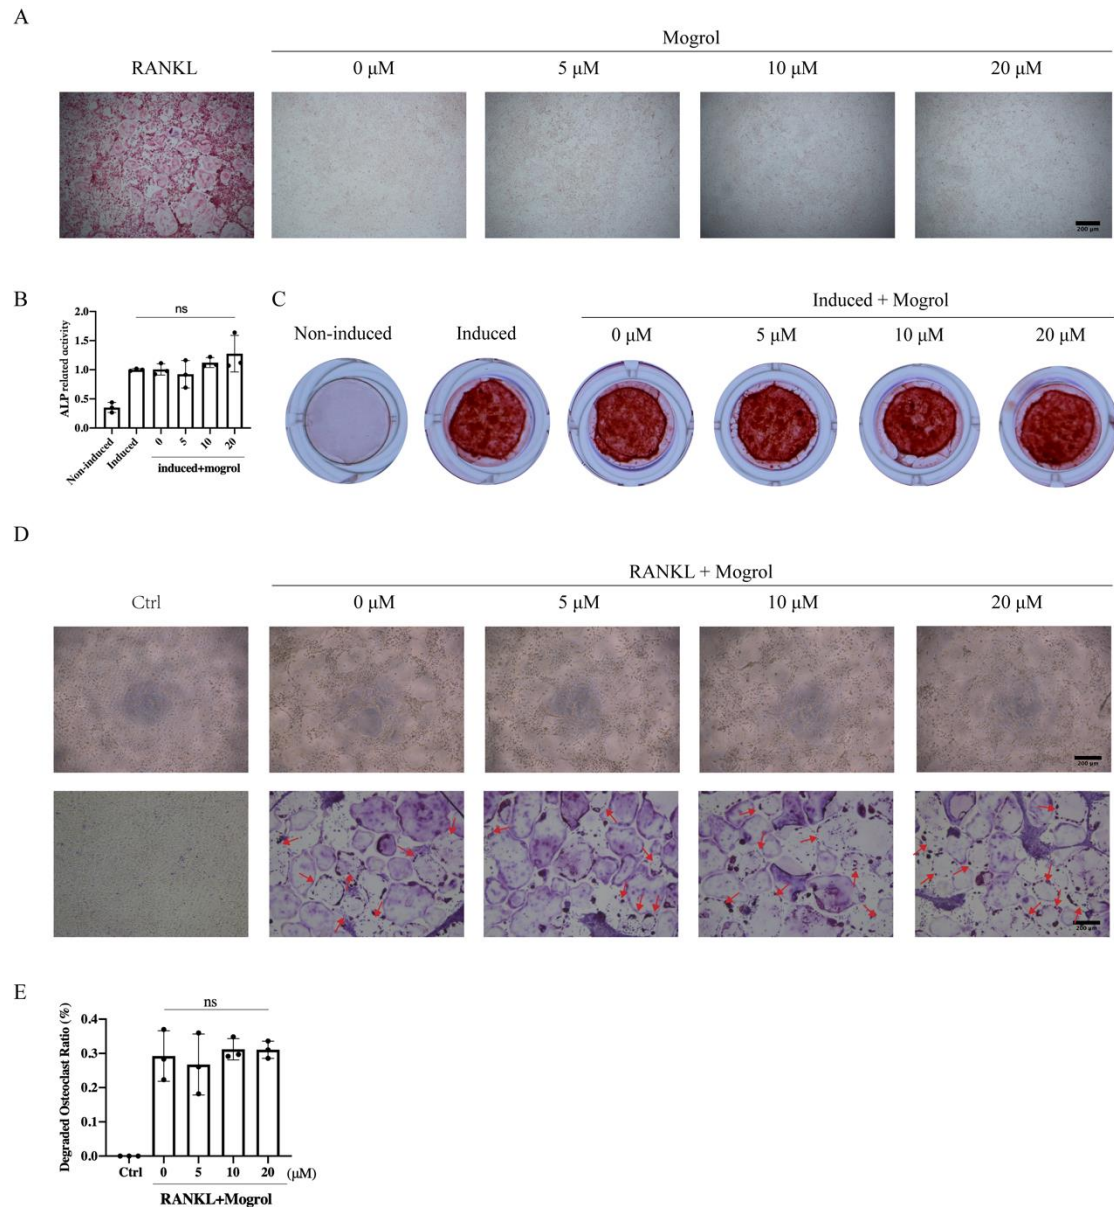 A
Mogrol
RANKL
0 μM
5 μM
10 μM
20 μM
200 μm
B
ALP related activity
2.0
1.5
1.0
0.5
0.0
ns
Non-induced
Induced
0
5
10
20
induced+mogrol
C
Induced + Mogrol
Non-induced
Induced
0 μM
5 μM
10 μM
20 μM
D
RANKL + Mogrol
Ctrl
0 μM
5 μM
10 μM
20 μM
200 μm
200 μm
E
Degraded Osteoclast Ratio (%)
0.4
0.3
0.2
0.1
0.0
ns
Ctrl
0
5
10
20
(μM)
RANKL+Mogrol